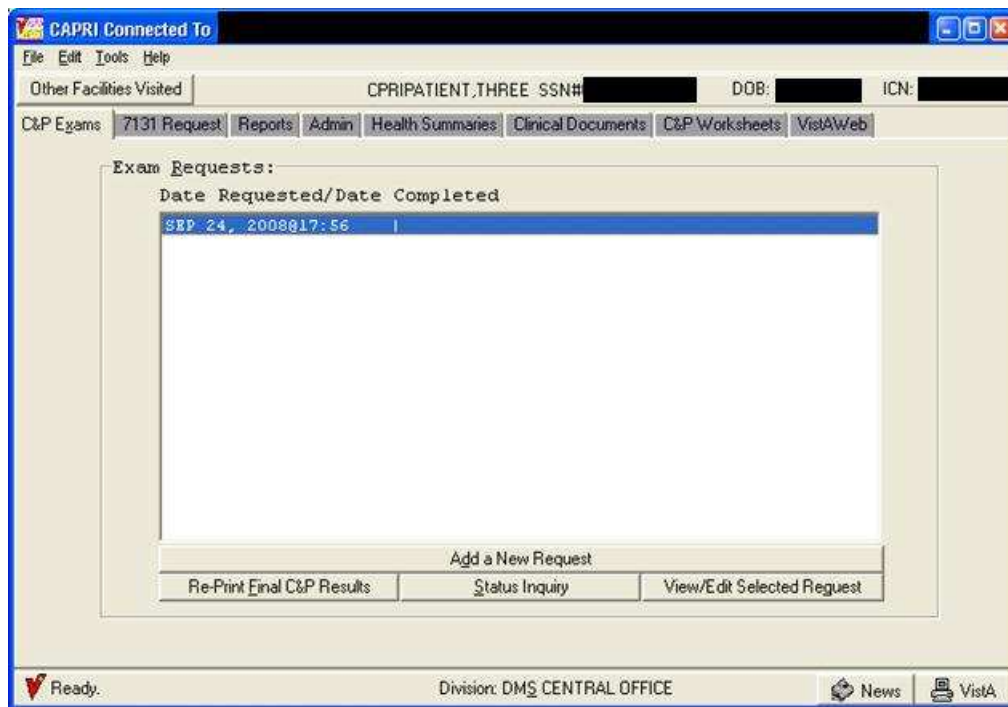 CAPRI Connected To
File Edit Tools Help
Other Facilities Visited CPRIPATIENT,THREE SSN# DOB: ICN:
C&P Exams 7131 Request Reports Admin Health Summaries Clinical Documents C&P Worksheets VistAWeb
Exam Requests:
Date Requested/Date Completed
SEP 24, 2008@17:56 |
Add a New Request
Re-Print Final C&P Results Status Inquiry View/Edit Selected Request
Ready. Division: DMS CENTRAL OFFICE News VistA